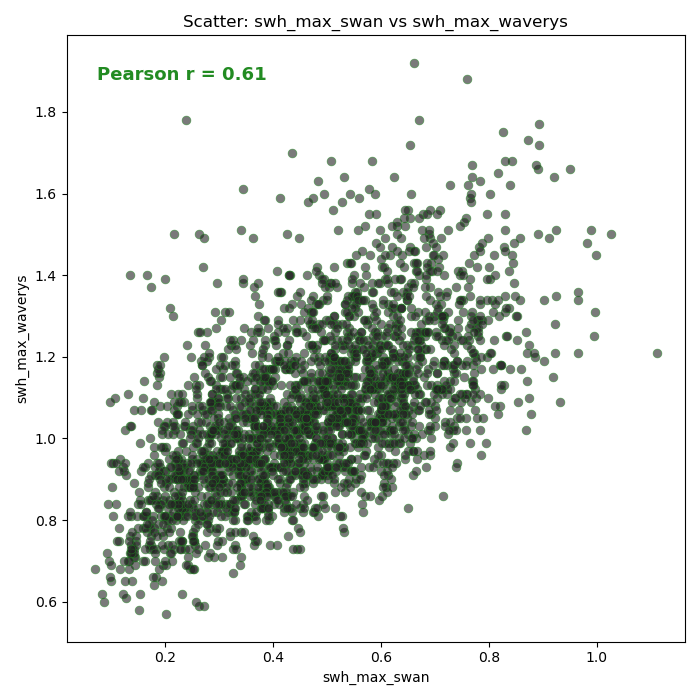 Scatter: swh_max_swan vs swh_max_waverys
Pearson r = 0.61
1.8
1.6
1.4
1.2
1.0
0.8
0.6
swh_max_waverys
0.2 0.4 0.6 0.8 1.0
swh_max_swan